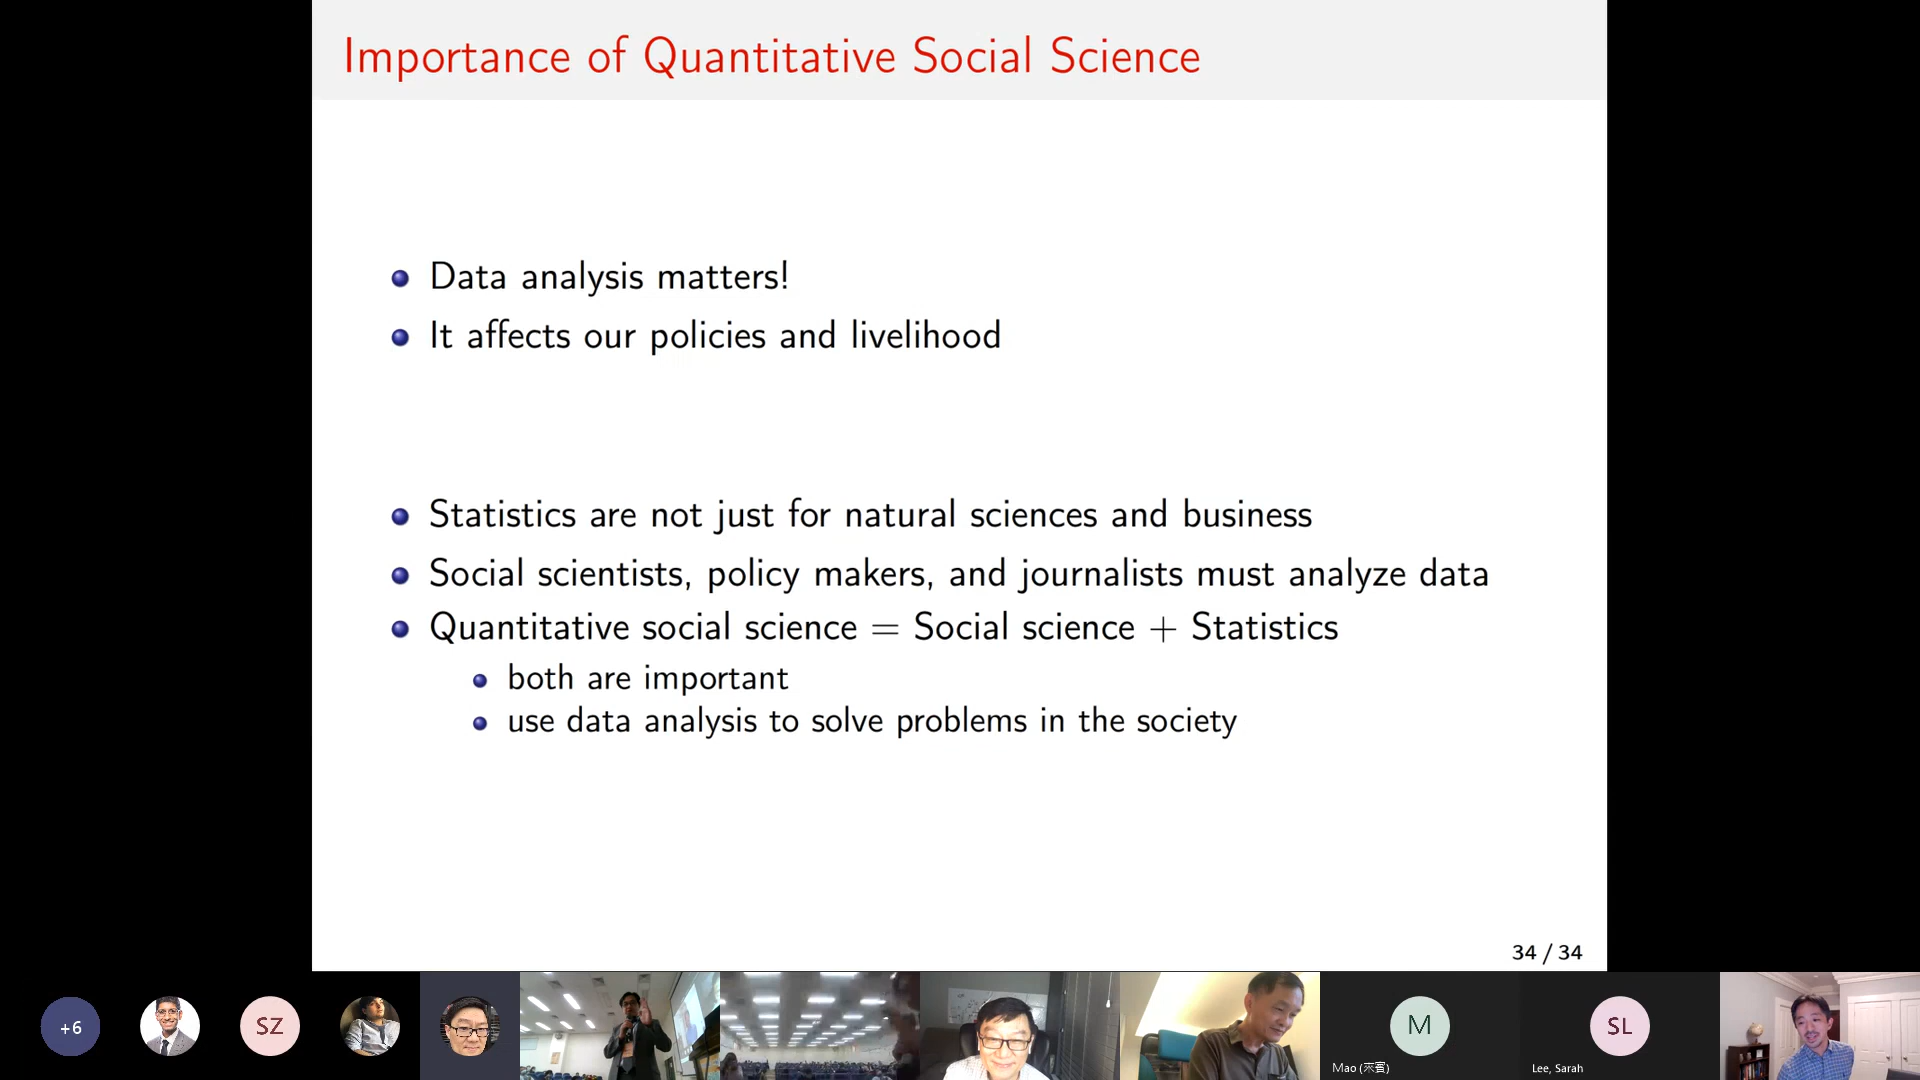 Importance of Quantitative Social Science
Data analysis matters!
It affects our policies and livelihood
Statistics are not just for natural sciences and business
Social scientists, policy makers, and journalists must analyze data
Quantitative social science = Social science + Statistics
both are important
use data analysis to solve problems in the society
34 / 34
+6
SZ
M
Mao (來賓)
SL
Lee, Sarah